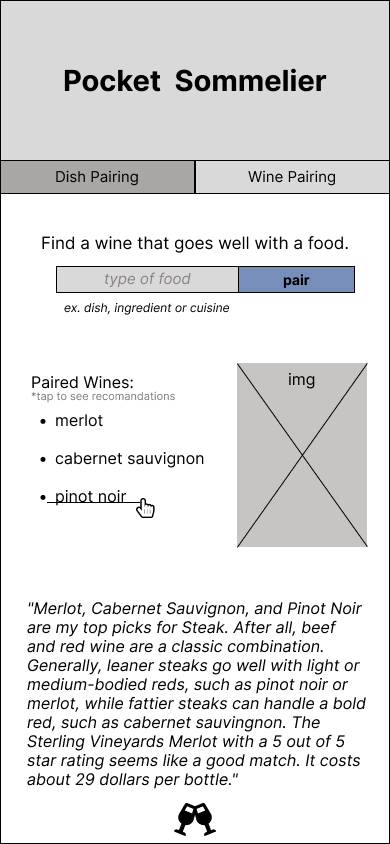 Pocket Sommelier
Dish Pairing
Wine Pairing
Find a wine that goes well with a food.
type of food
pair
ex. dish, ingredient or cuisine
Paired Wines:
*tap to see recomandations
• merlot
• cabernet sauvignon
• pinot noir
img
"Merlot, Cabernet Sauvignon, and Pinot Noir
are my top picks for Steak. After all, beef
and red wine are a classic combination.
Generally, leaner steaks go well with light or
medium-bodied reds, such as pinot noir or
merlot, while fattier steaks can handle a bold
red, such as cabernet sauvingnon. The
Sterling Vineyards Merlot with a 5 out of 5
star rating seems like a good match. It costs
about 29 dollars per bottle."